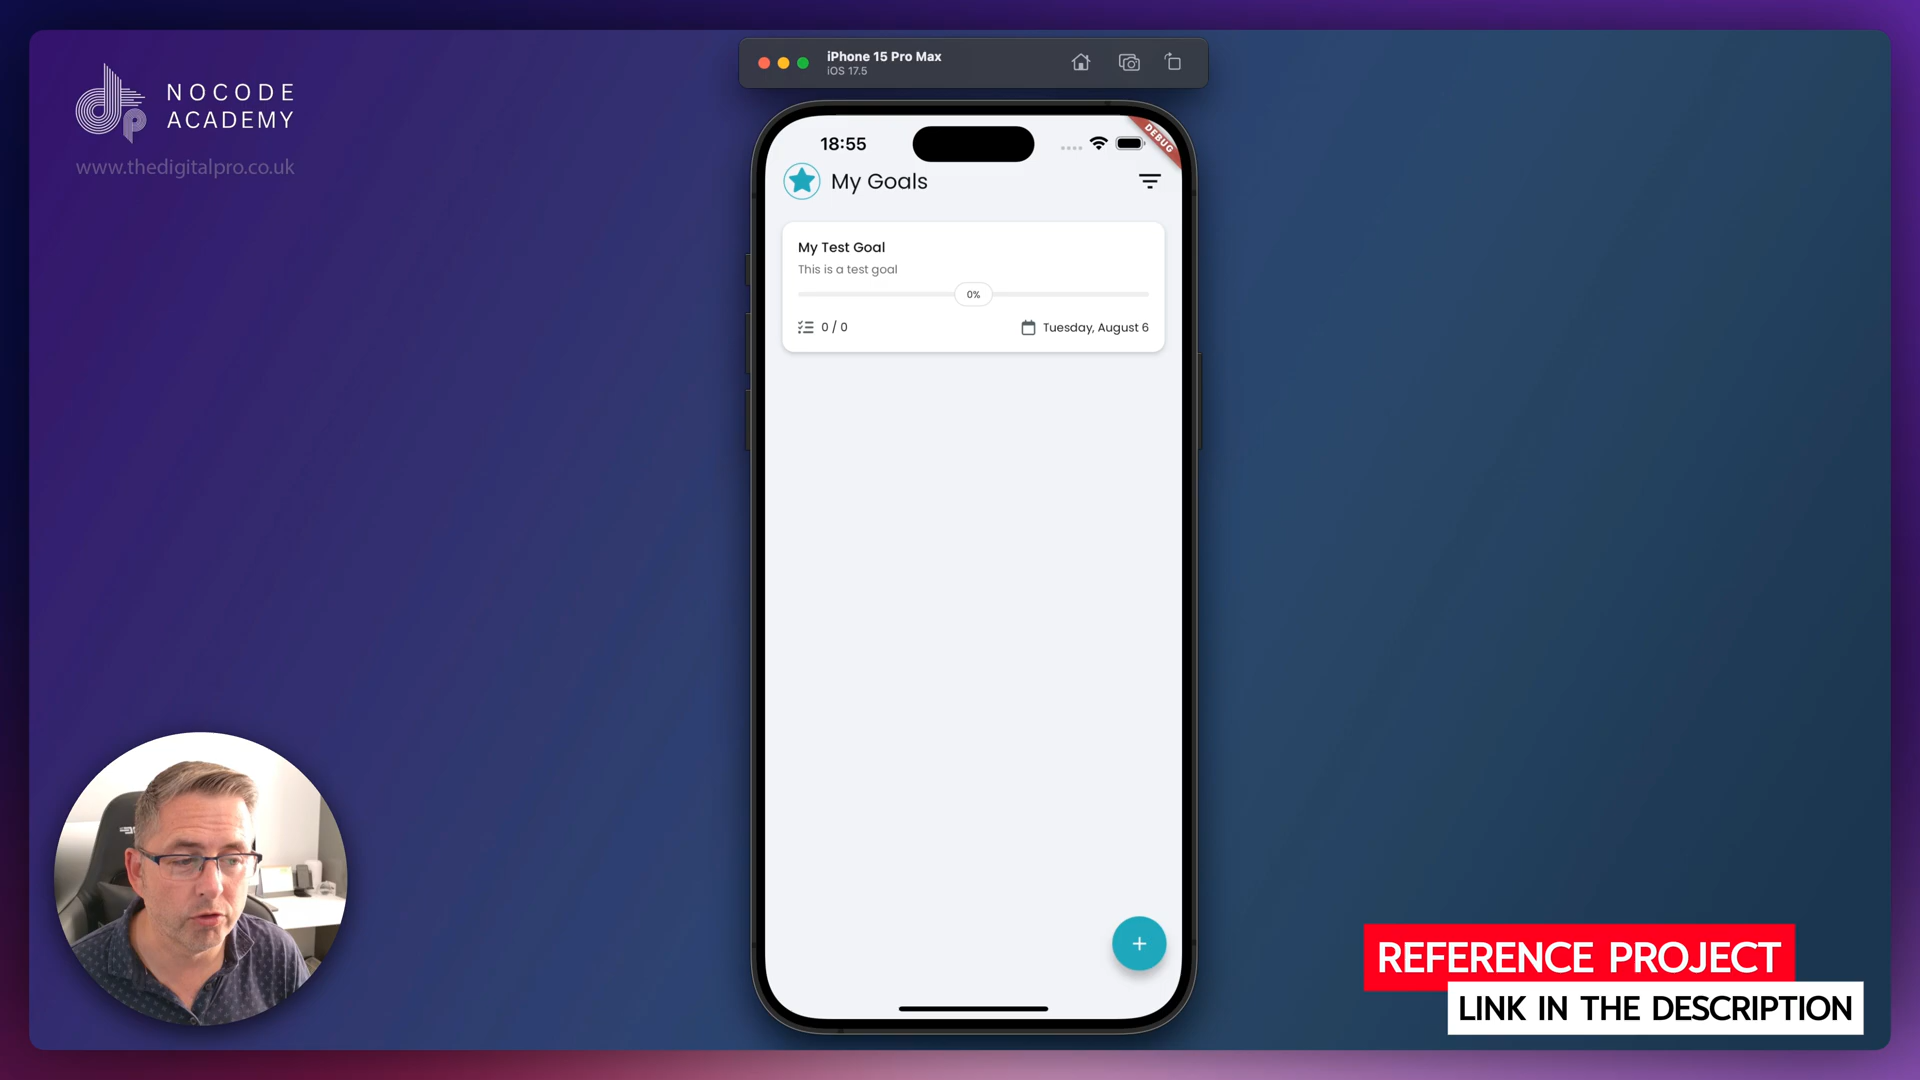 NOCODE
ACADEMY
www.thedigitalpro.co.uk
iPhone 15 Pro Max
iOS 17.5
18:55
DEBUG
My Goals
My Test Goal
This is a test goal
0%
0 / 0
Tuesday, August 6
+
REFERENCE PROJECT
LINK IN THE DESCRIPTION